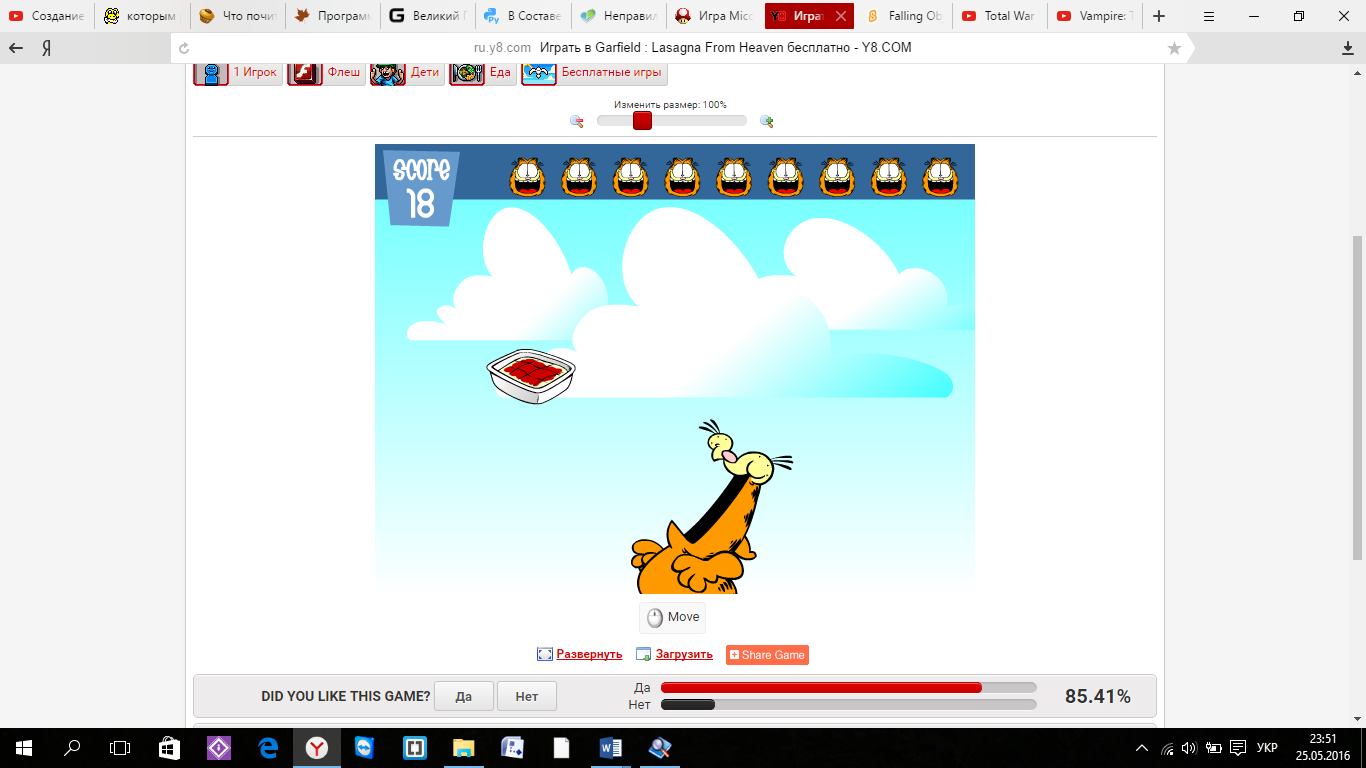 Создание
которым
Что почит
Програми
Великий Г
В Составе
Неправил
Игра Micс
Играт
Falling Ob
Total War
Vampire: T
ru.y8.com Играть в Garfield : Lasagna From Heaven бесплатно - Y8.COM
1 Игрок
Флеш
Дети
Еда
Бесплатные игры
Изменить размер: 100%
score
18
Move
Развернуть
Загрузить
Share Game
DID YOU LIKE THIS GAME?
Да
Нет
Да
Нет
85.41%
УКР
23:51
25.05.2016